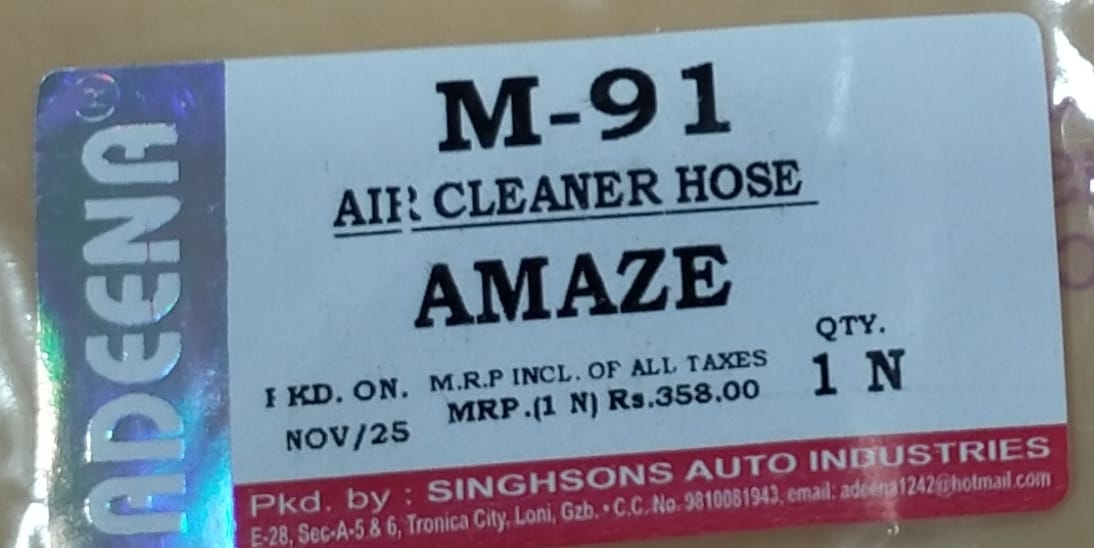 ADEENA®
M-91
AIR CLEANER HOSE
AMAZE
QTY.
1 N
PKD. ON.
NOV/25
M.R.P INCL. OF ALL TAXES
MRP.(1 N) Rs.358.00
Pkd. by : SINGHSONS AUTO INDUSTRIES
E-28, Sec-A-5 & 6, Tronica City, Loni, Gzb. • C.C. No. 9810081943, email: adeena1242@hotmail.com